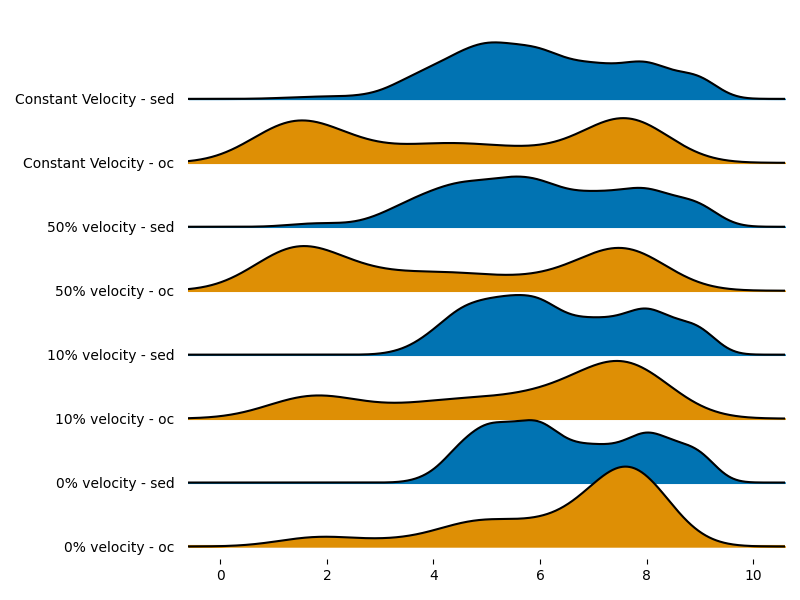 Constant Velocity - sed
Constant Velocity - oc
50% velocity - sed
50% velocity - oc
10% velocity - sed
10% velocity - oc
0% velocity - sed
0% velocity - oc
0 2 4 6 8 10